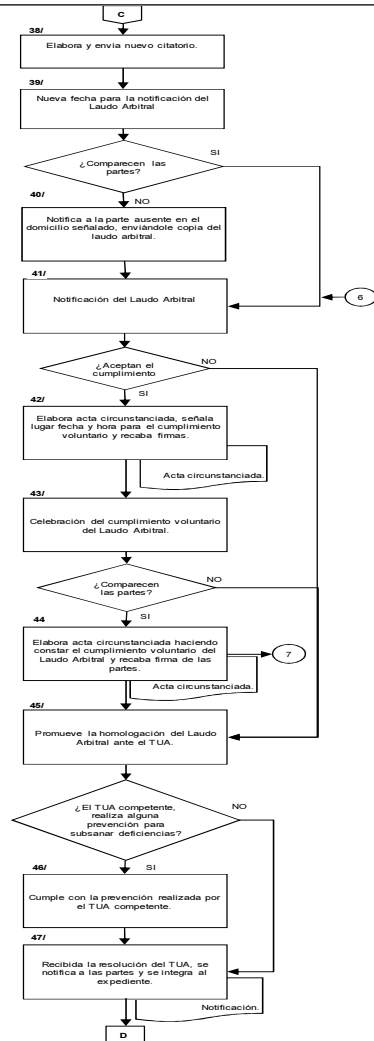 C
38/
Elabora y envía nuevo citatorio.
39/
Nueva fecha para la notificación del
Laudo Arbitral
¿Comparecen las
partes?
SI
NO
40/
Notifica a la parte ausente en el
domicilio señalado, enviándole copia del
laudo arbitral.
41/
Notificación del Laudo Arbitral
6
¿Aceptan el
cumplimiento
NO
SI
42/
Elabora acta circunstanciada, señala
lugar fecha y hora para el cumplimiento
voluntario y recaba firmas.
Acta circunstanciada.
43/
Celebración del cumplimiento voluntario
del Laudo Arbitral.
¿Comparecen
las partes?
NO
SI
44
Elabora acta circunstanciada haciendo
constar el cumplimiento voluntario del
Laudo Arbitral y recaba firma de las
partes.
7
Acta circunstanciada.
45/
Promueve la homologación del Laudo
Arbitral ante el TUA.
¿El TUA competente,
realiza alguna
prevención para
subsanar deficiencias?
NO
SI
46/
Cumple con la prevención realizada por
el TUA competente.
47/
Recibida la resolución del TUA, se
notifica a las partes y se integra al
expediente.
Notificación.
D